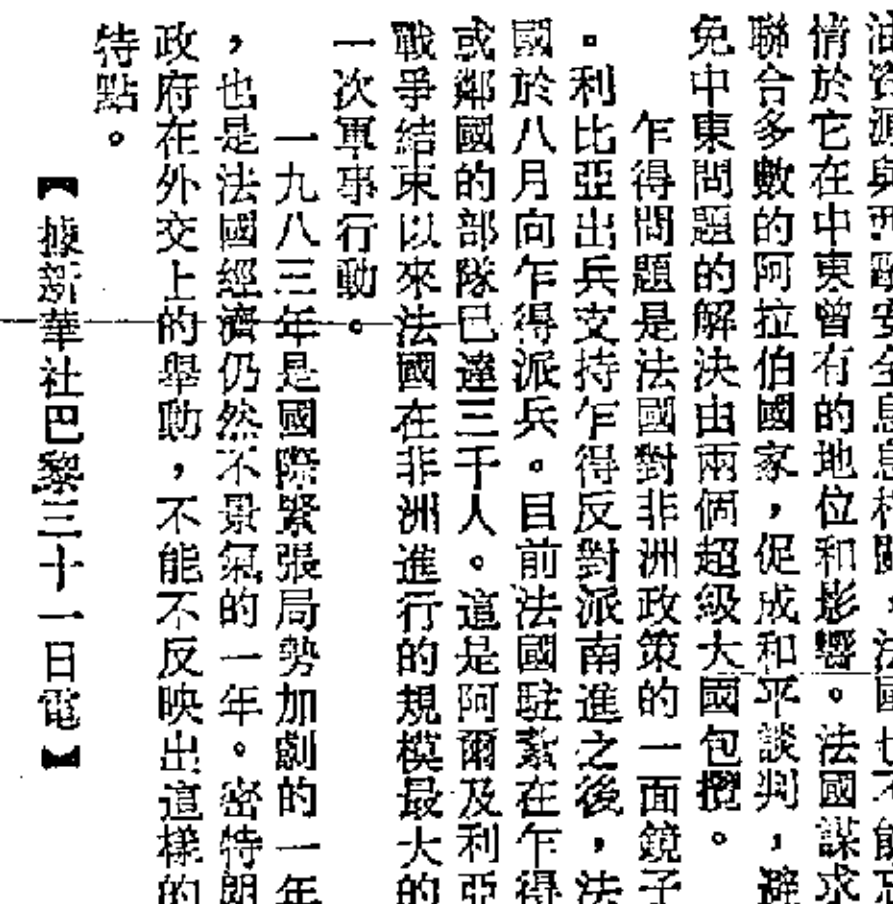 油資源與西歐安全息息相關。法國也不能忘
情於它在中東曾有的地位和影響。法國謀求
聯合多數的阿拉伯國家,促成和平談判,避
免中東問題的解決由兩個超級大國包攬。
乍得問題是法國對非洲政策的一面鏡子
。利比亞出兵支持乍得反對派南進之後,法
國於八月向乍得派兵。目前法國駐紮在乍得
或鄰國的部隊已達三千人。這是阿爾及利亞
戰爭結束以來法國在非洲進行的規模最大的
一次軍事行動。
一九八三年是國際緊張局勢加劇的一年
,也是法國經濟仍然不景氣的一年。密特朗
政府在外交上的舉動,不能不反映出這樣的
特點。
【據新華社巴黎三十一日電】